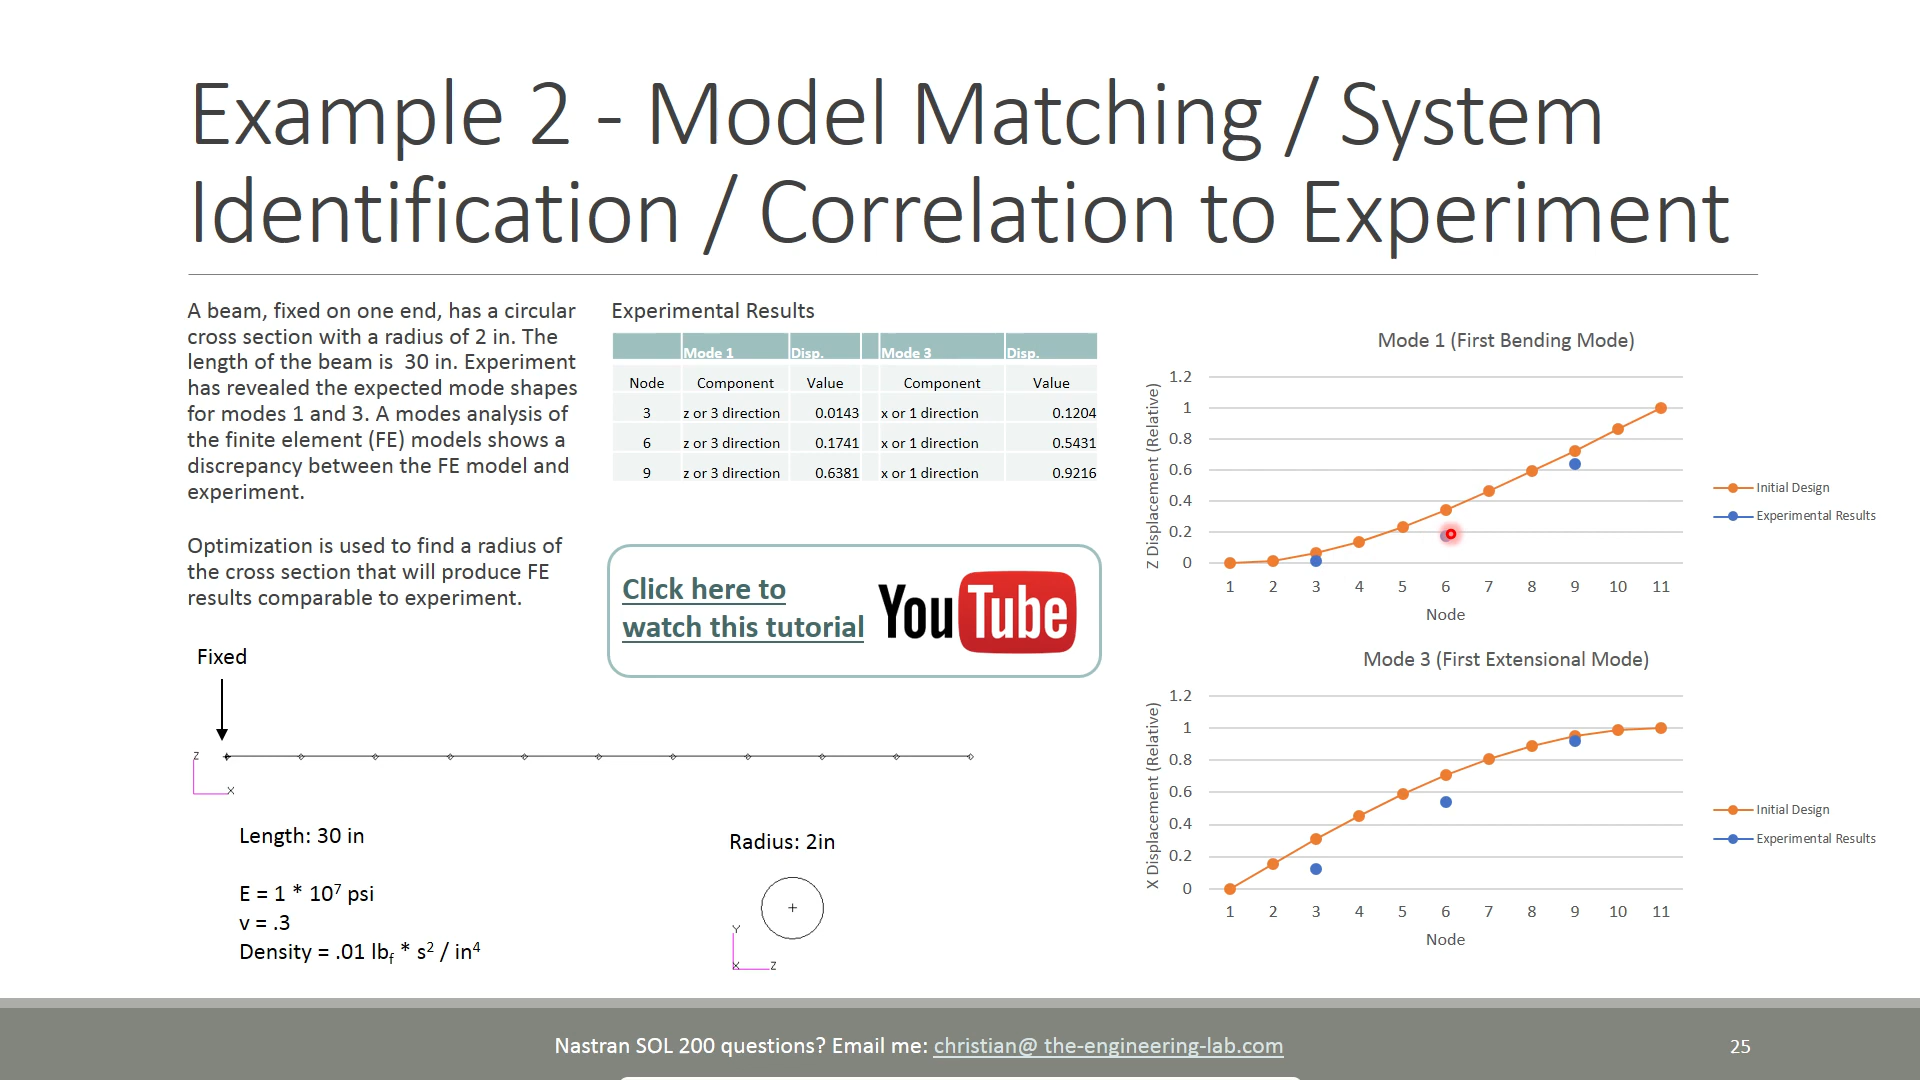 Example 2 - Model Matching / System
Identification / Correlation to Experiment
A beam, fixed on one end, has a circular
cross section with a radius of 2 in. The
length of the beam is 30 in. Experiment
has revealed the expected mode shapes
for modes 1 and 3. A modes analysis of
the finite element (FE) models shows a
discrepancy between the FE model and
experiment.
Optimization is used to find a radius of
the cross section that will produce FE
results comparable to experiment.
Experimental Results
Mode 1 Disp. Mode 3 Disp.
Node Component Value Component Value
3 z or 3 direction 0.0143 x or 1 direction 0.1204
6 z or 3 direction 0.1741 x or 1 direction 0.5431
9 z or 3 direction 0.6381 x or 1 direction 0.9216
Click here to
watch this tutorial
YouTube
Fixed
Z
X
Length: 30 in
E = 1 * 10⁷ psi
v = .3
Density = .01 lbf * s² / in⁴
Radius: 2in
Y
X Z
Mode 1 (First Bending Mode)
Z Displacement (Relative)
1.2
1
0.8
0.6
0.4
0.2
0
1 2 3 4 5 6 7 8 9 10 11
Node
Initial Design
Experimental Results
Mode 3 (First Extensional Mode)
X Displacement (Relative)
1.2
1
0.8
0.6
0.4
0.2
0
1 2 3 4 5 6 7 8 9 10 11
Node
Initial Design
Experimental Results
Nastran SOL 200 questions? Email me: christian@ the-engineering-lab.com
25